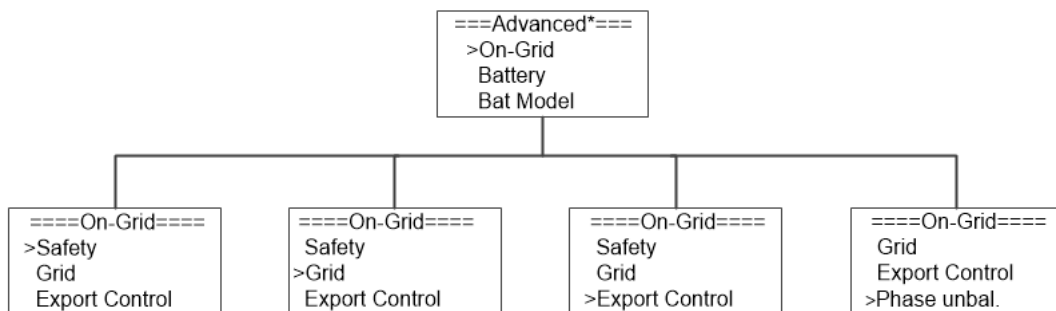 ===Advanced*===
>On-Grid
Battery
Bat Model
====On-Grid====
>Safety
Grid
Export Control
====On-Grid====
Safety
>Grid
Export Control
====On-Grid====
Safety
Grid
>Export Control
====On-Grid====
Grid
Export Control
>Phase unbal.